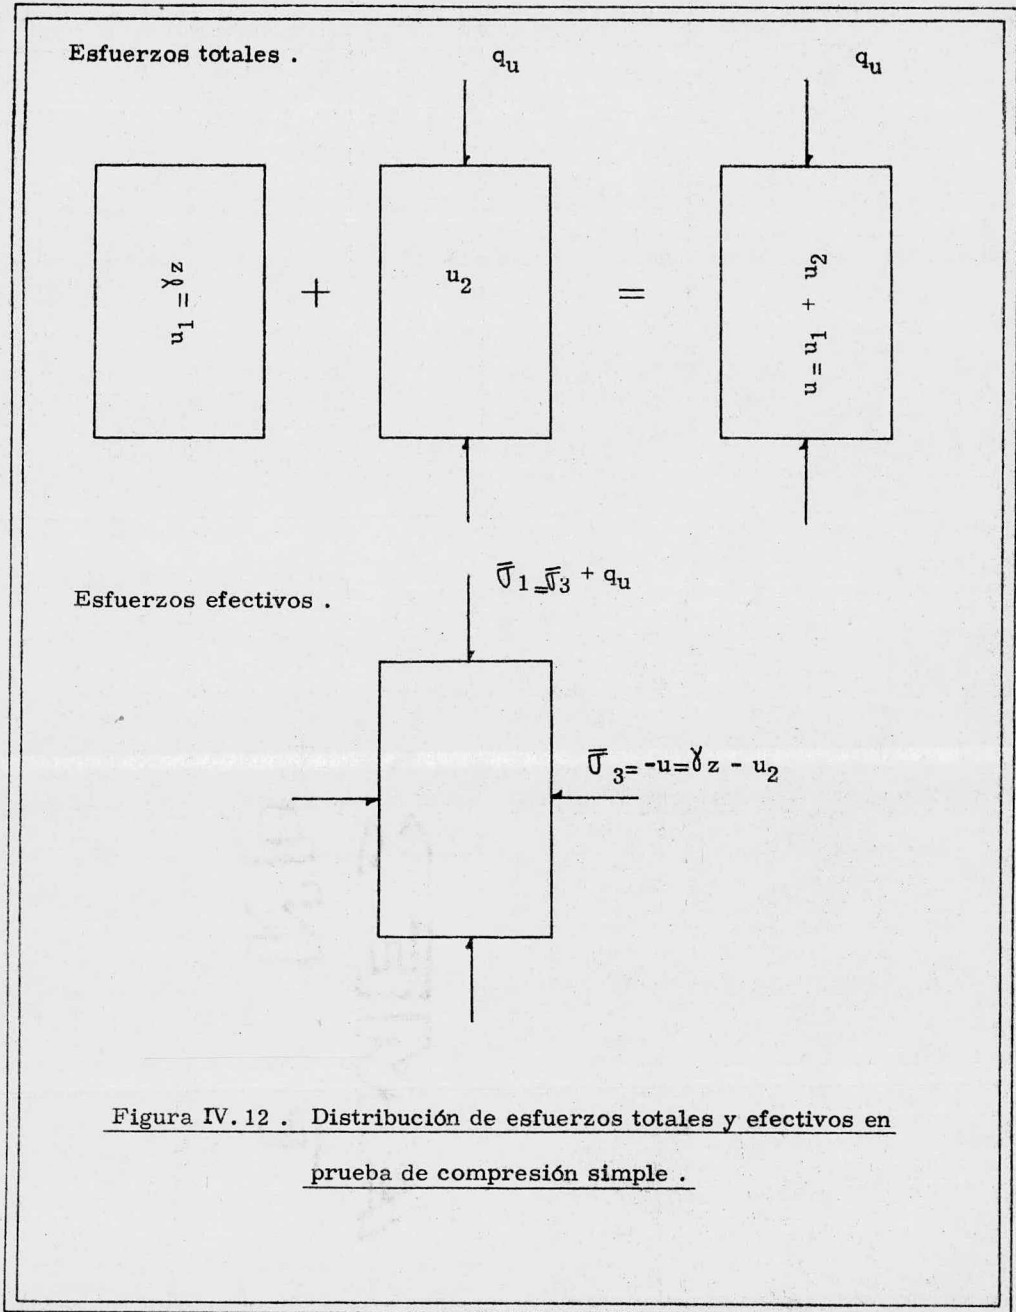 Esfuerzos totales .
q_u
q_u
u_1 = γz
+
u_2
=
u = u_1 + u_2
Esfuerzos efectivos .
σ̄_1 = σ̄_3 + q_u
σ̄_3 = -u = γz - u_2
Figura IV. 12 . Distribución de esfuerzos totales y efectivos en
prueba de compresión simple .